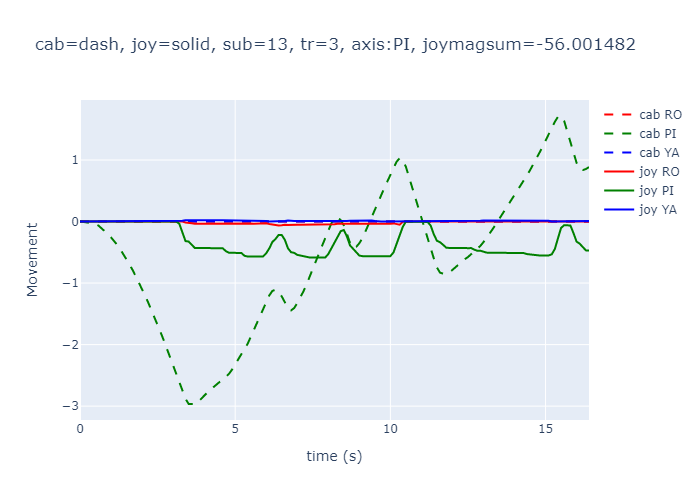 cab=dash, joy=solid, sub=13, tr=3, axis:PI, joymagsum=-56.001482
cab RO
cab PI
cab YA
joy RO
joy PI
joy YA
Movement
1
0
−1
−2
−3
0 5 10 15
time (s)